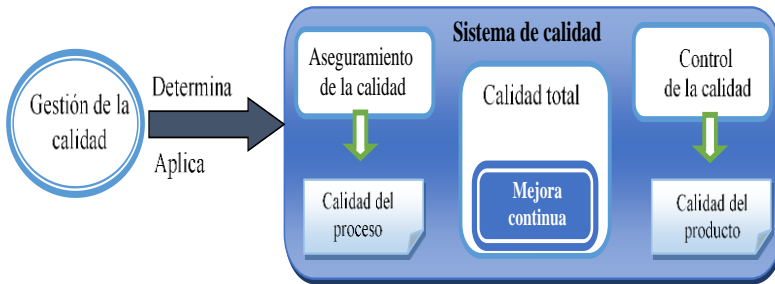 Gestión de la
calidad
Determina
Aplica
Sistema de calidad
Aseguramiento
de la calidad
Calidad del
proceso
Calidad total
Mejora
continua
Control
de la calidad
Calidad del
producto